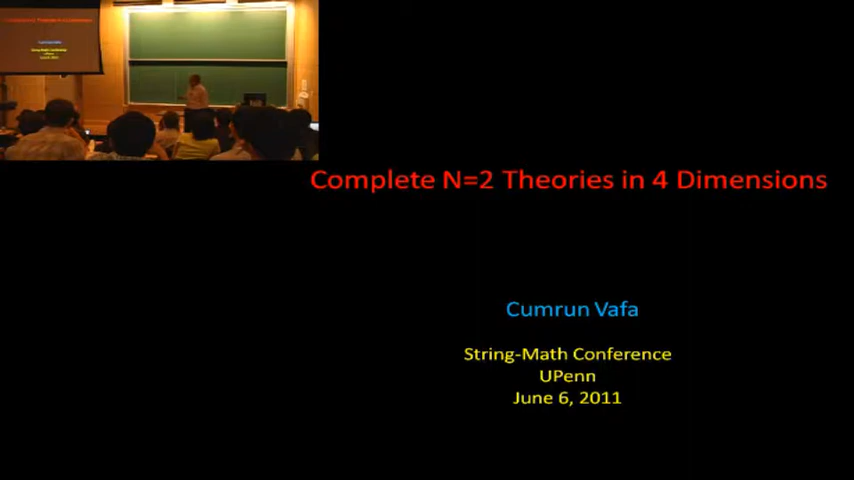 Complete N=2 Theories in 4 Dimensions
Cumrun Vafa
String-Math Conference
UPenn
June 6, 2011